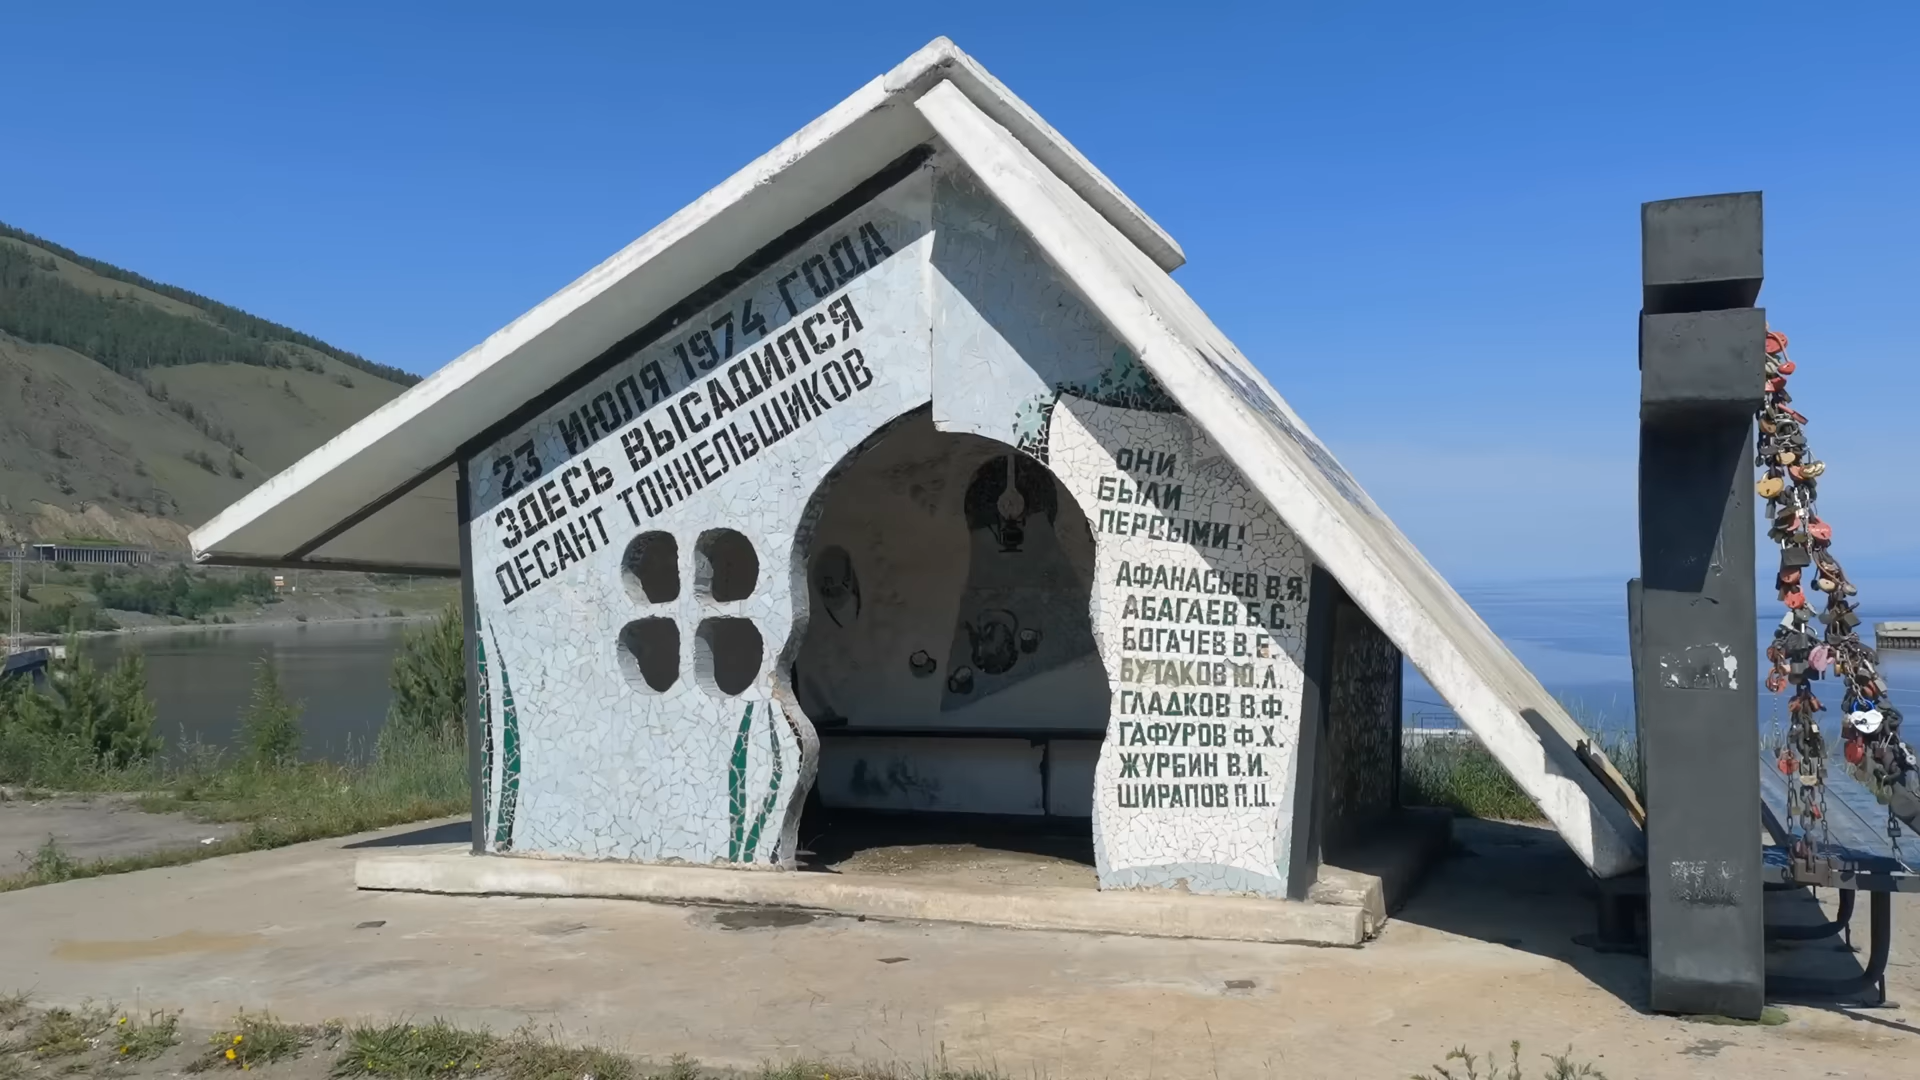 23 ИЮЛЯ 1974 ГОДА
ЗДЕСЬ ВЫСАДИЛСЯ
ДЕСАНТ ТОННЕЛЬЩИКОВ
ОНИ
БЫЛИ
ПЕРВЫМИ!
АФАНАСЬЕВ В.Я.
АБАГАЕВ Б.С.
БОГАЧЕВ В.Е.
БУТАКОВ Ю.Л.
ГЛАДКОВ В.Ф.
ГАФУРОВ Ф.Х.
ЖУРБИН В.И.
ШИРАПОВ П.Ц.